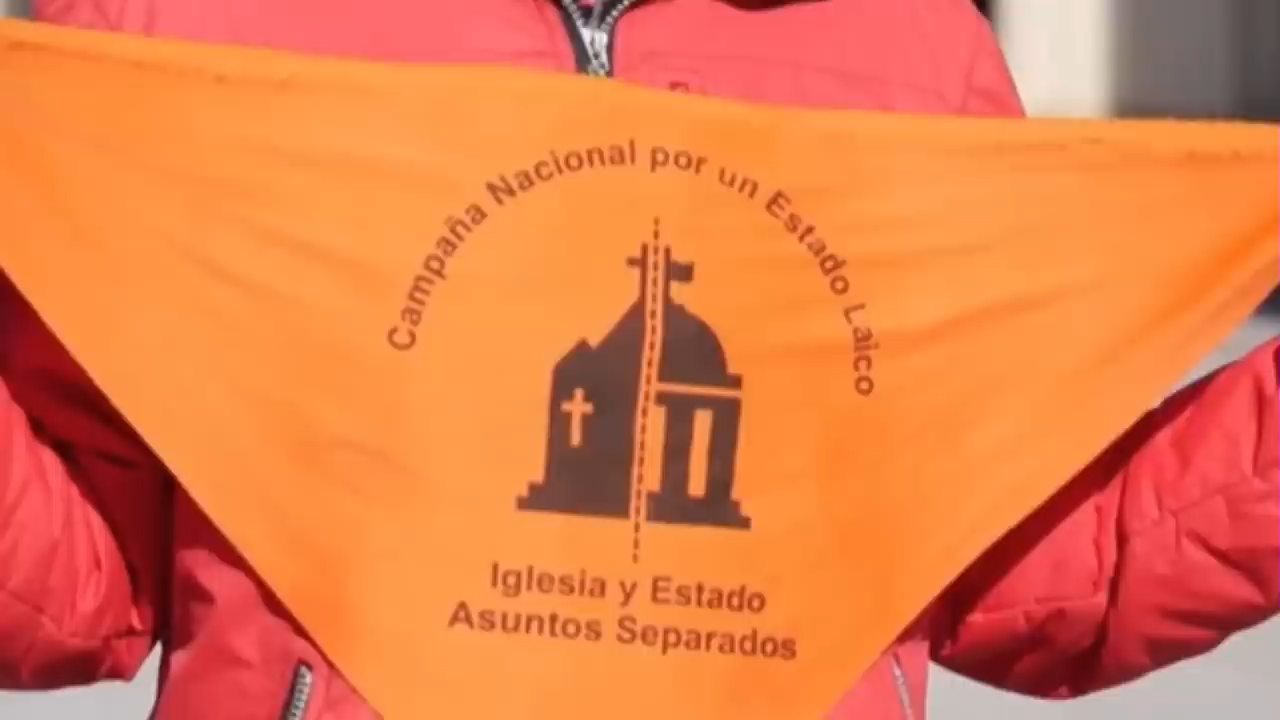 Campaña Nacional por un Estado Laico
Iglesia y Estado
Asuntos Separados